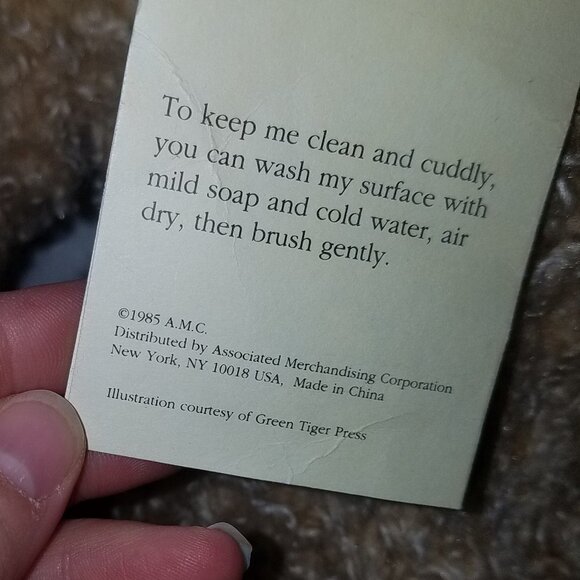 To keep me clean and cuddly,
you can wash my surface with
mild soap and cold water, air
dry, then brush gently.
©1985 A.M.C.
Distributed by Associated Merchandising Corporation
New York, NY 10018 USA, Made in China
Illustration courtesy of Green Tiger Press